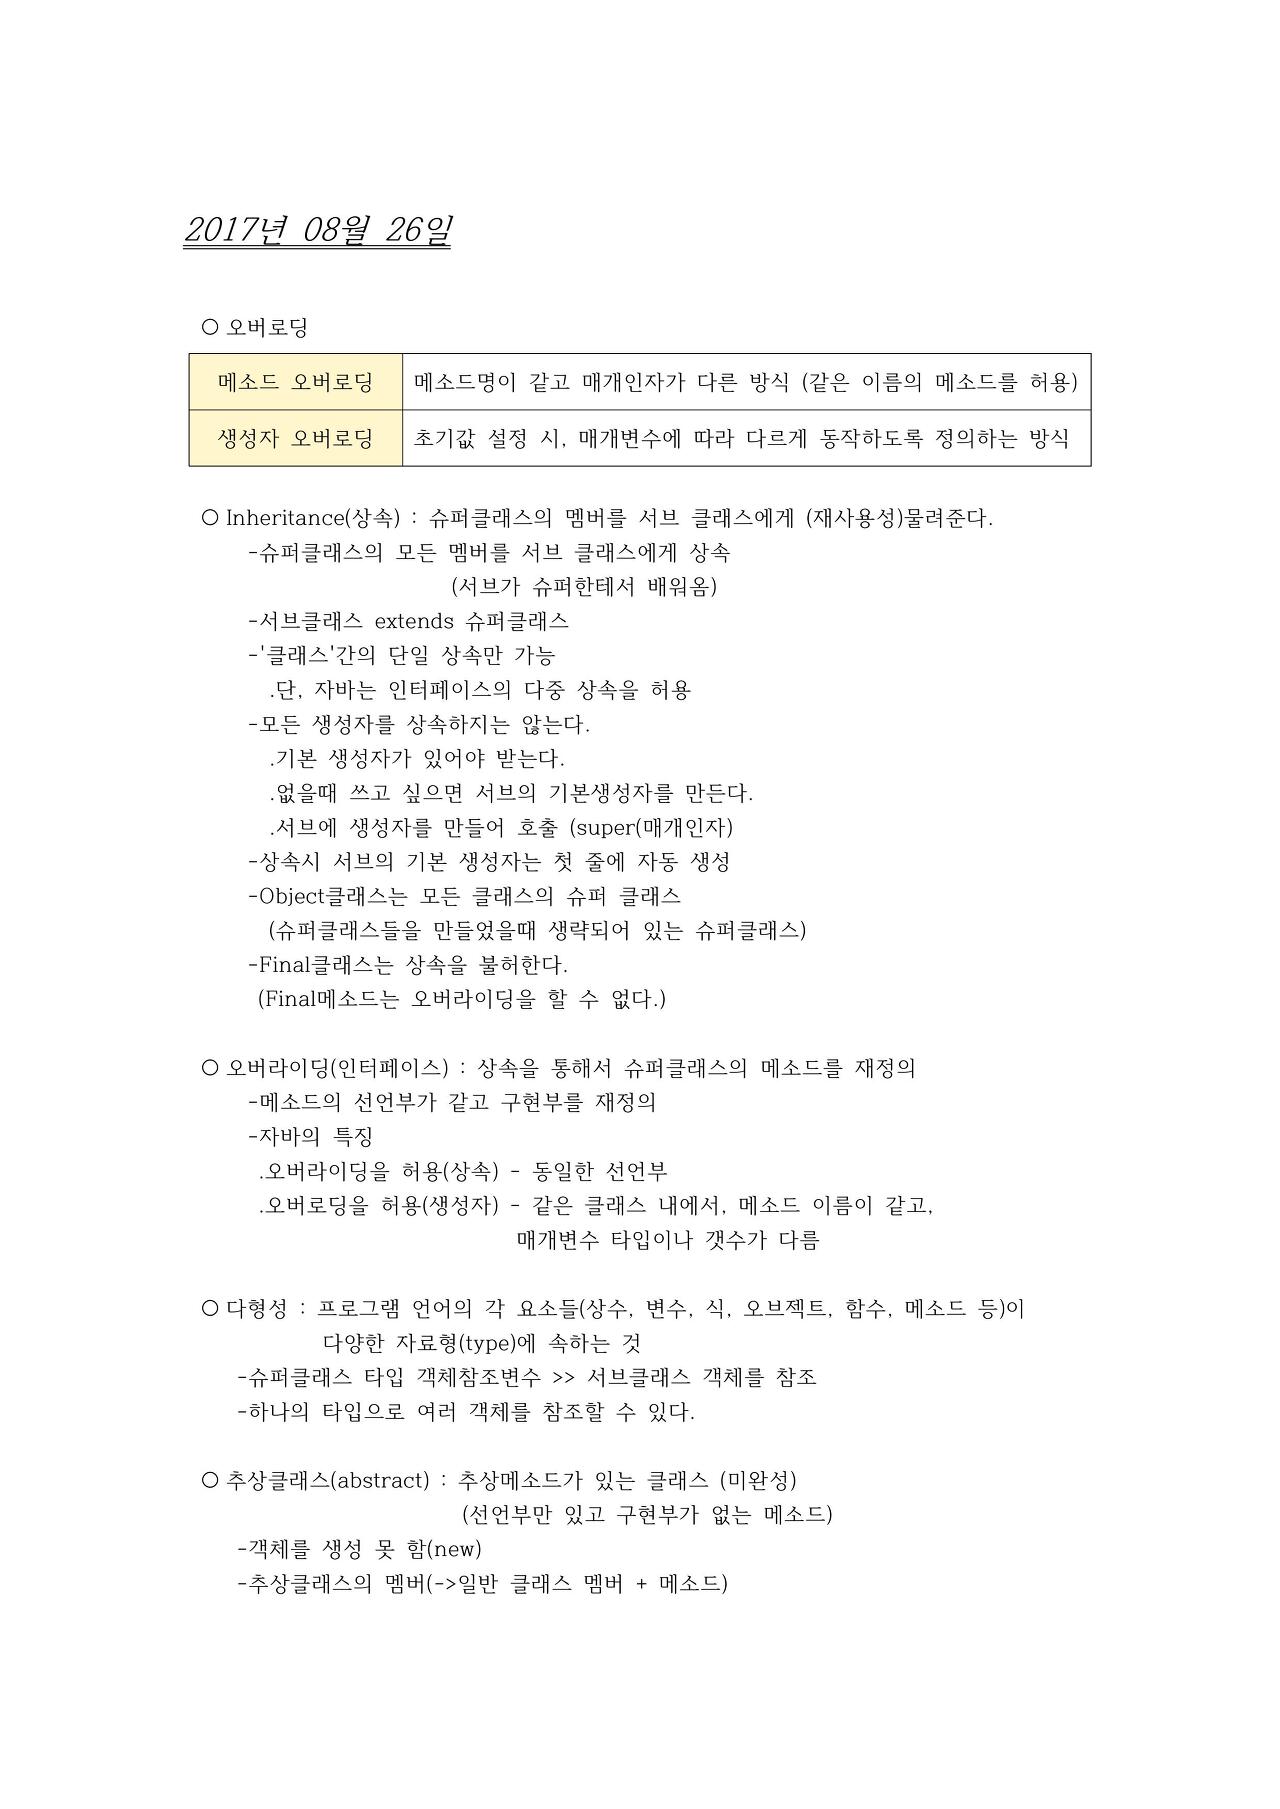 2017년 08월 26일
○ 오버로딩
메소드 오버로딩 메소드명이 같고 매개인자가 다른 방식 (같은 이름의 메소드를 허용)
생성자 오버로딩 초기값 설정 시, 매개변수에 따라 다르게 동작하도록 정의하는 방식
○ Inheritance(상속) : 슈퍼클래스의 멤버를 서브 클래스에게 (재사용성)물려준다.
-슈퍼클래스의 모든 멤버를 서브 클래스에게 상속
(서브가 슈퍼한테서 배워옴)
-서브클래스 extends 슈퍼클래스
-'클래스'간의 단일 상속만 가능
.단, 자바는 인터페이스의 다중 상속을 허용
-모든 생성자를 상속하지는 않는다.
.기본 생성자가 있어야 받는다.
.없을때 쓰고 싶으면 서브의 기본생성자를 만든다.
.서브에 생성자를 만들어 호출 (super(매개인자)
-상속시 서브의 기본 생성자는 첫 줄에 자동 생성
-Object클래스는 모든 클래스의 슈퍼 클래스
(슈퍼클래스들을 만들었을때 생략되어 있는 슈퍼클래스)
-Final클래스는 상속을 불허한다.
(Final메소드는 오버라이딩을 할 수 없다.)
○ 오버라이딩(인터페이스) : 상속을 통해서 슈퍼클래스의 메소드를 재정의
-메소드의 선언부가 같고 구현부를 재정의
-자바의 특징
.오버라이딩을 허용(상속) - 동일한 선언부
.오버로딩을 허용(생성자) - 같은 클래스 내에서, 메소드 이름이 같고,
매개변수 타입이나 갯수가 다름
○ 다형성 : 프로그램 언어의 각 요소들(상수, 변수, 식, 오브젝트, 함수, 메소드 등)이
다양한 자료형(type)에 속하는 것
-슈퍼클래스 타입 객체참조변수 >> 서브클래스 객체를 참조
-하나의 타입으로 여러 객체를 참조할 수 있다.
○ 추상클래스(abstract) : 추상메소드가 있는 클래스 (미완성)
(선언부만 있고 구현부가 없는 메소드)
-객체를 생성 못 함(new)
-추상클래스의 멤버(->일반 클래스 멤버 + 메소드)